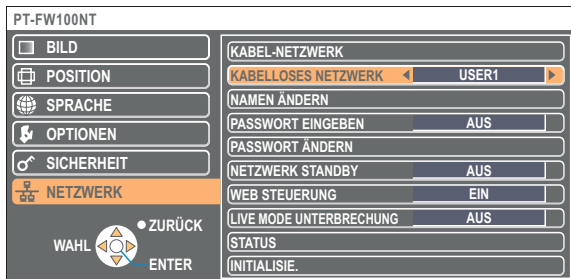 PT-FW100NT
BILD
POSITION
SPRACHE
OPTIONEN
SICHERHEIT
NETZWERK
ZURÜCK
WAHL
ENTER
KABEL-NETZWERK
KABELLOSES NETZWERK USER1
NAMEN ÄNDERN
PASSWORT EINGEBEN AUS
PASSWORT ÄNDERN
NETZWERK STANDBY AUS
WEB STEUERUNG EIN
LIVE MODE UNTERBRECHUNG AUS
STATUS
INITIALISIE.